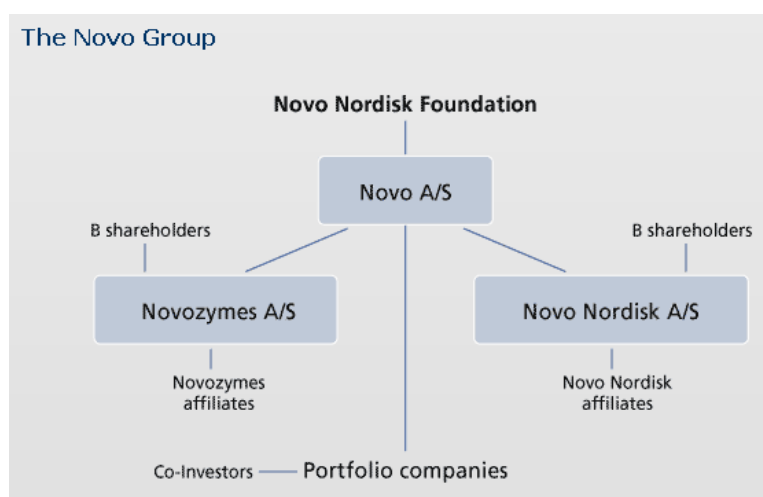 The Novo Group
Novo Nordisk Foundation
Novo A/S
B shareholders
B shareholders
Novozymes A/S
Novo Nordisk A/S
Novozymes
affiliates
Novo Nordisk
affiliates
Co-Investors
Portfolio companies